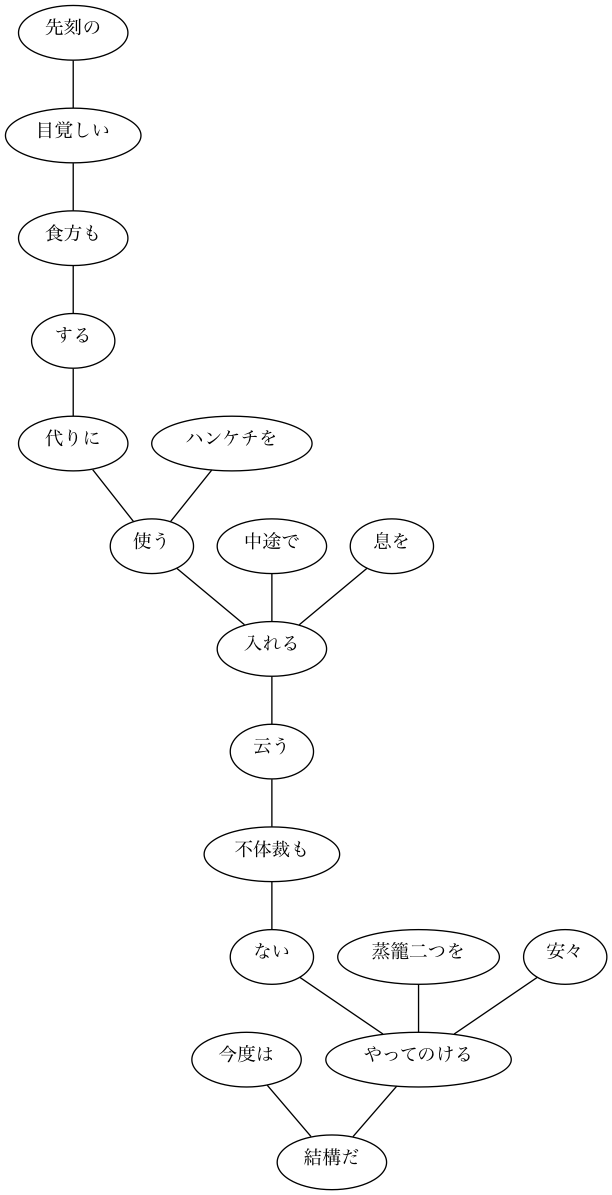 先刻の
目覚しい
食方も
する
代りに
ハンケチを
使う
中途で
息を
入れる
云う
不体裁も
ない
蒸籠二つを
安々
今度は
やってのける
結構だ